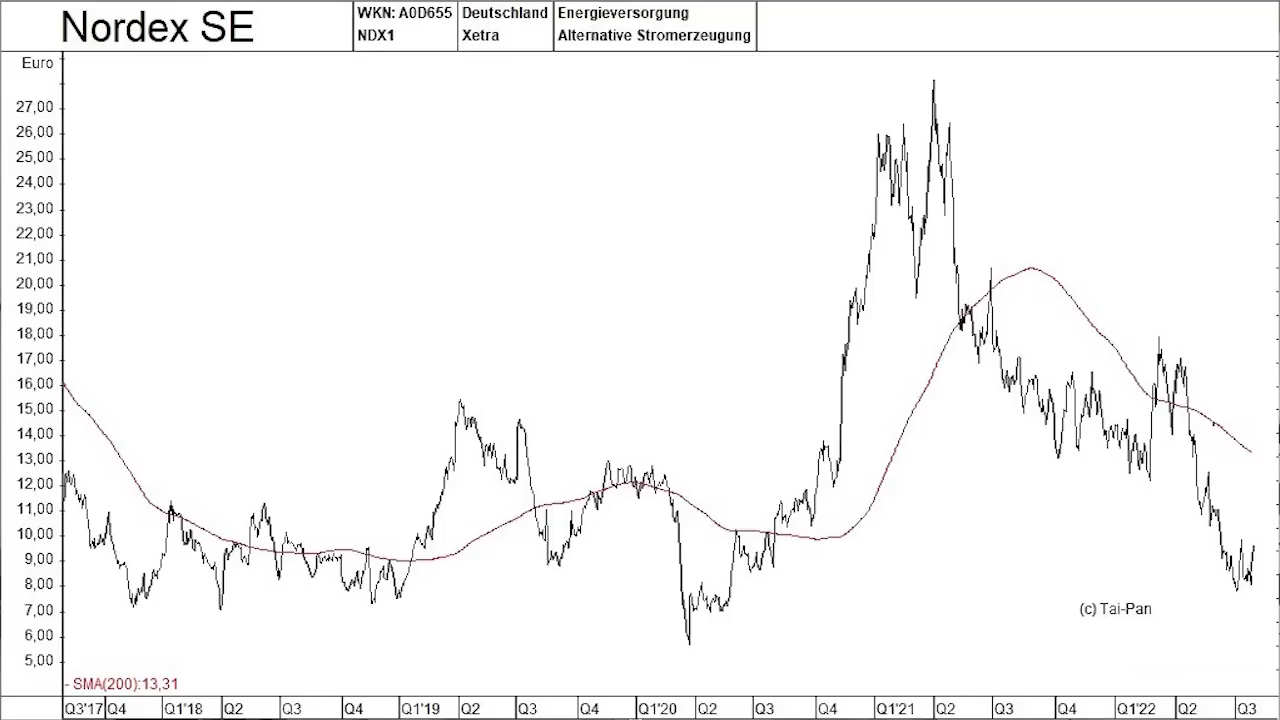 Nordex SE
WKN: A0D655
NDX1
Deutschland
Xetra
Energieversorgung
Alternative Stromerzeugung
Euro
27,00
26,00
25,00
24,00
23,00
22,00
21,00
20,00
19,00
18,00
17,00
16,00
15,00
14,00
13,00
12,00
11,00
10,00
9,00
8,00
7,00
6,00
5,00
(c) Tai-Pan
- SMA(200):13,31
Q3'17 Q4 Q1'18 Q2 Q3 Q4 Q1'19 Q2 Q3 Q4 Q1'20 Q2 Q3 Q4 Q1'21 Q2 Q3 Q4 Q1'22 Q2 Q3